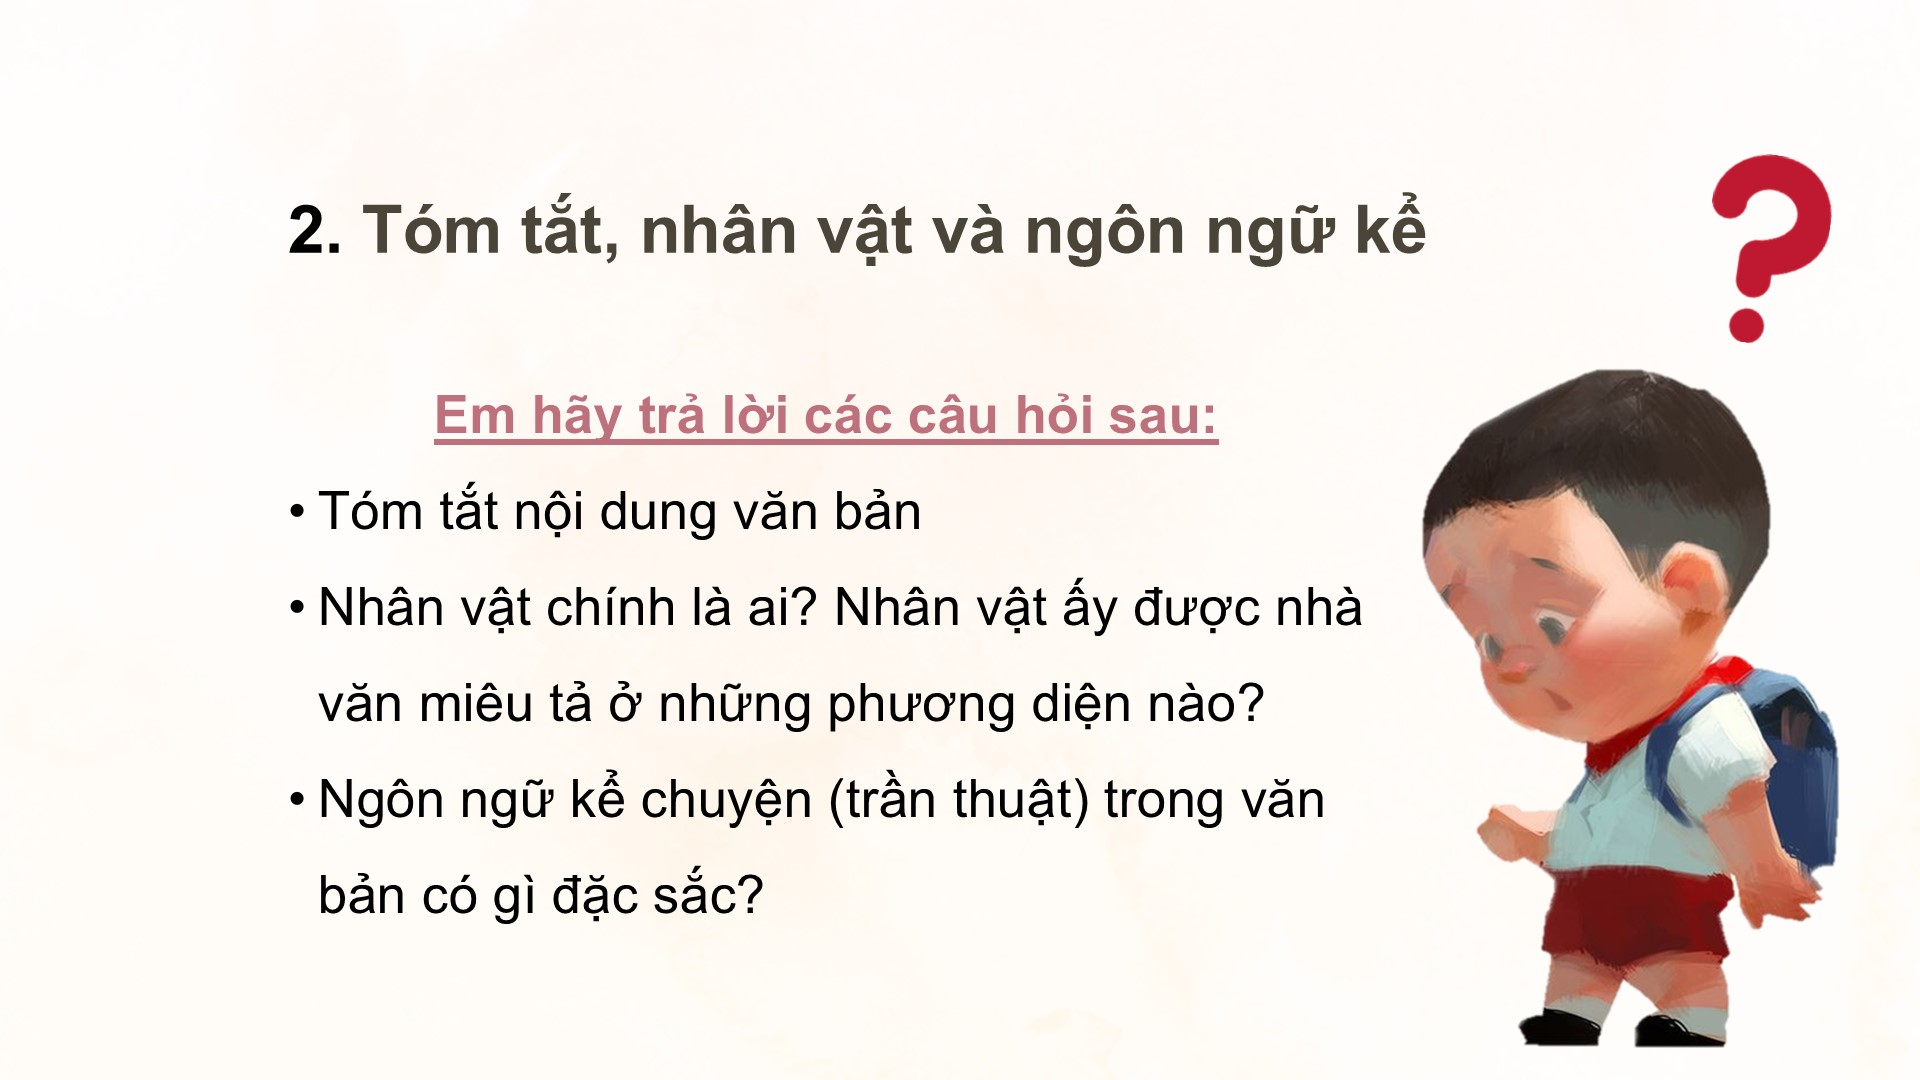 2. Tóm tắt, nhân vật và ngôn ngữ kể
Em hãy trả lời các câu hỏi sau:
• Tóm tắt nội dung văn bản
• Nhân vật chính là ai? Nhân vật ấy được nhà
văn miêu tả ở những phương diện nào?
• Ngôn ngữ kể chuyện (trần thuật) trong văn
bản có gì đặc sắc?
?